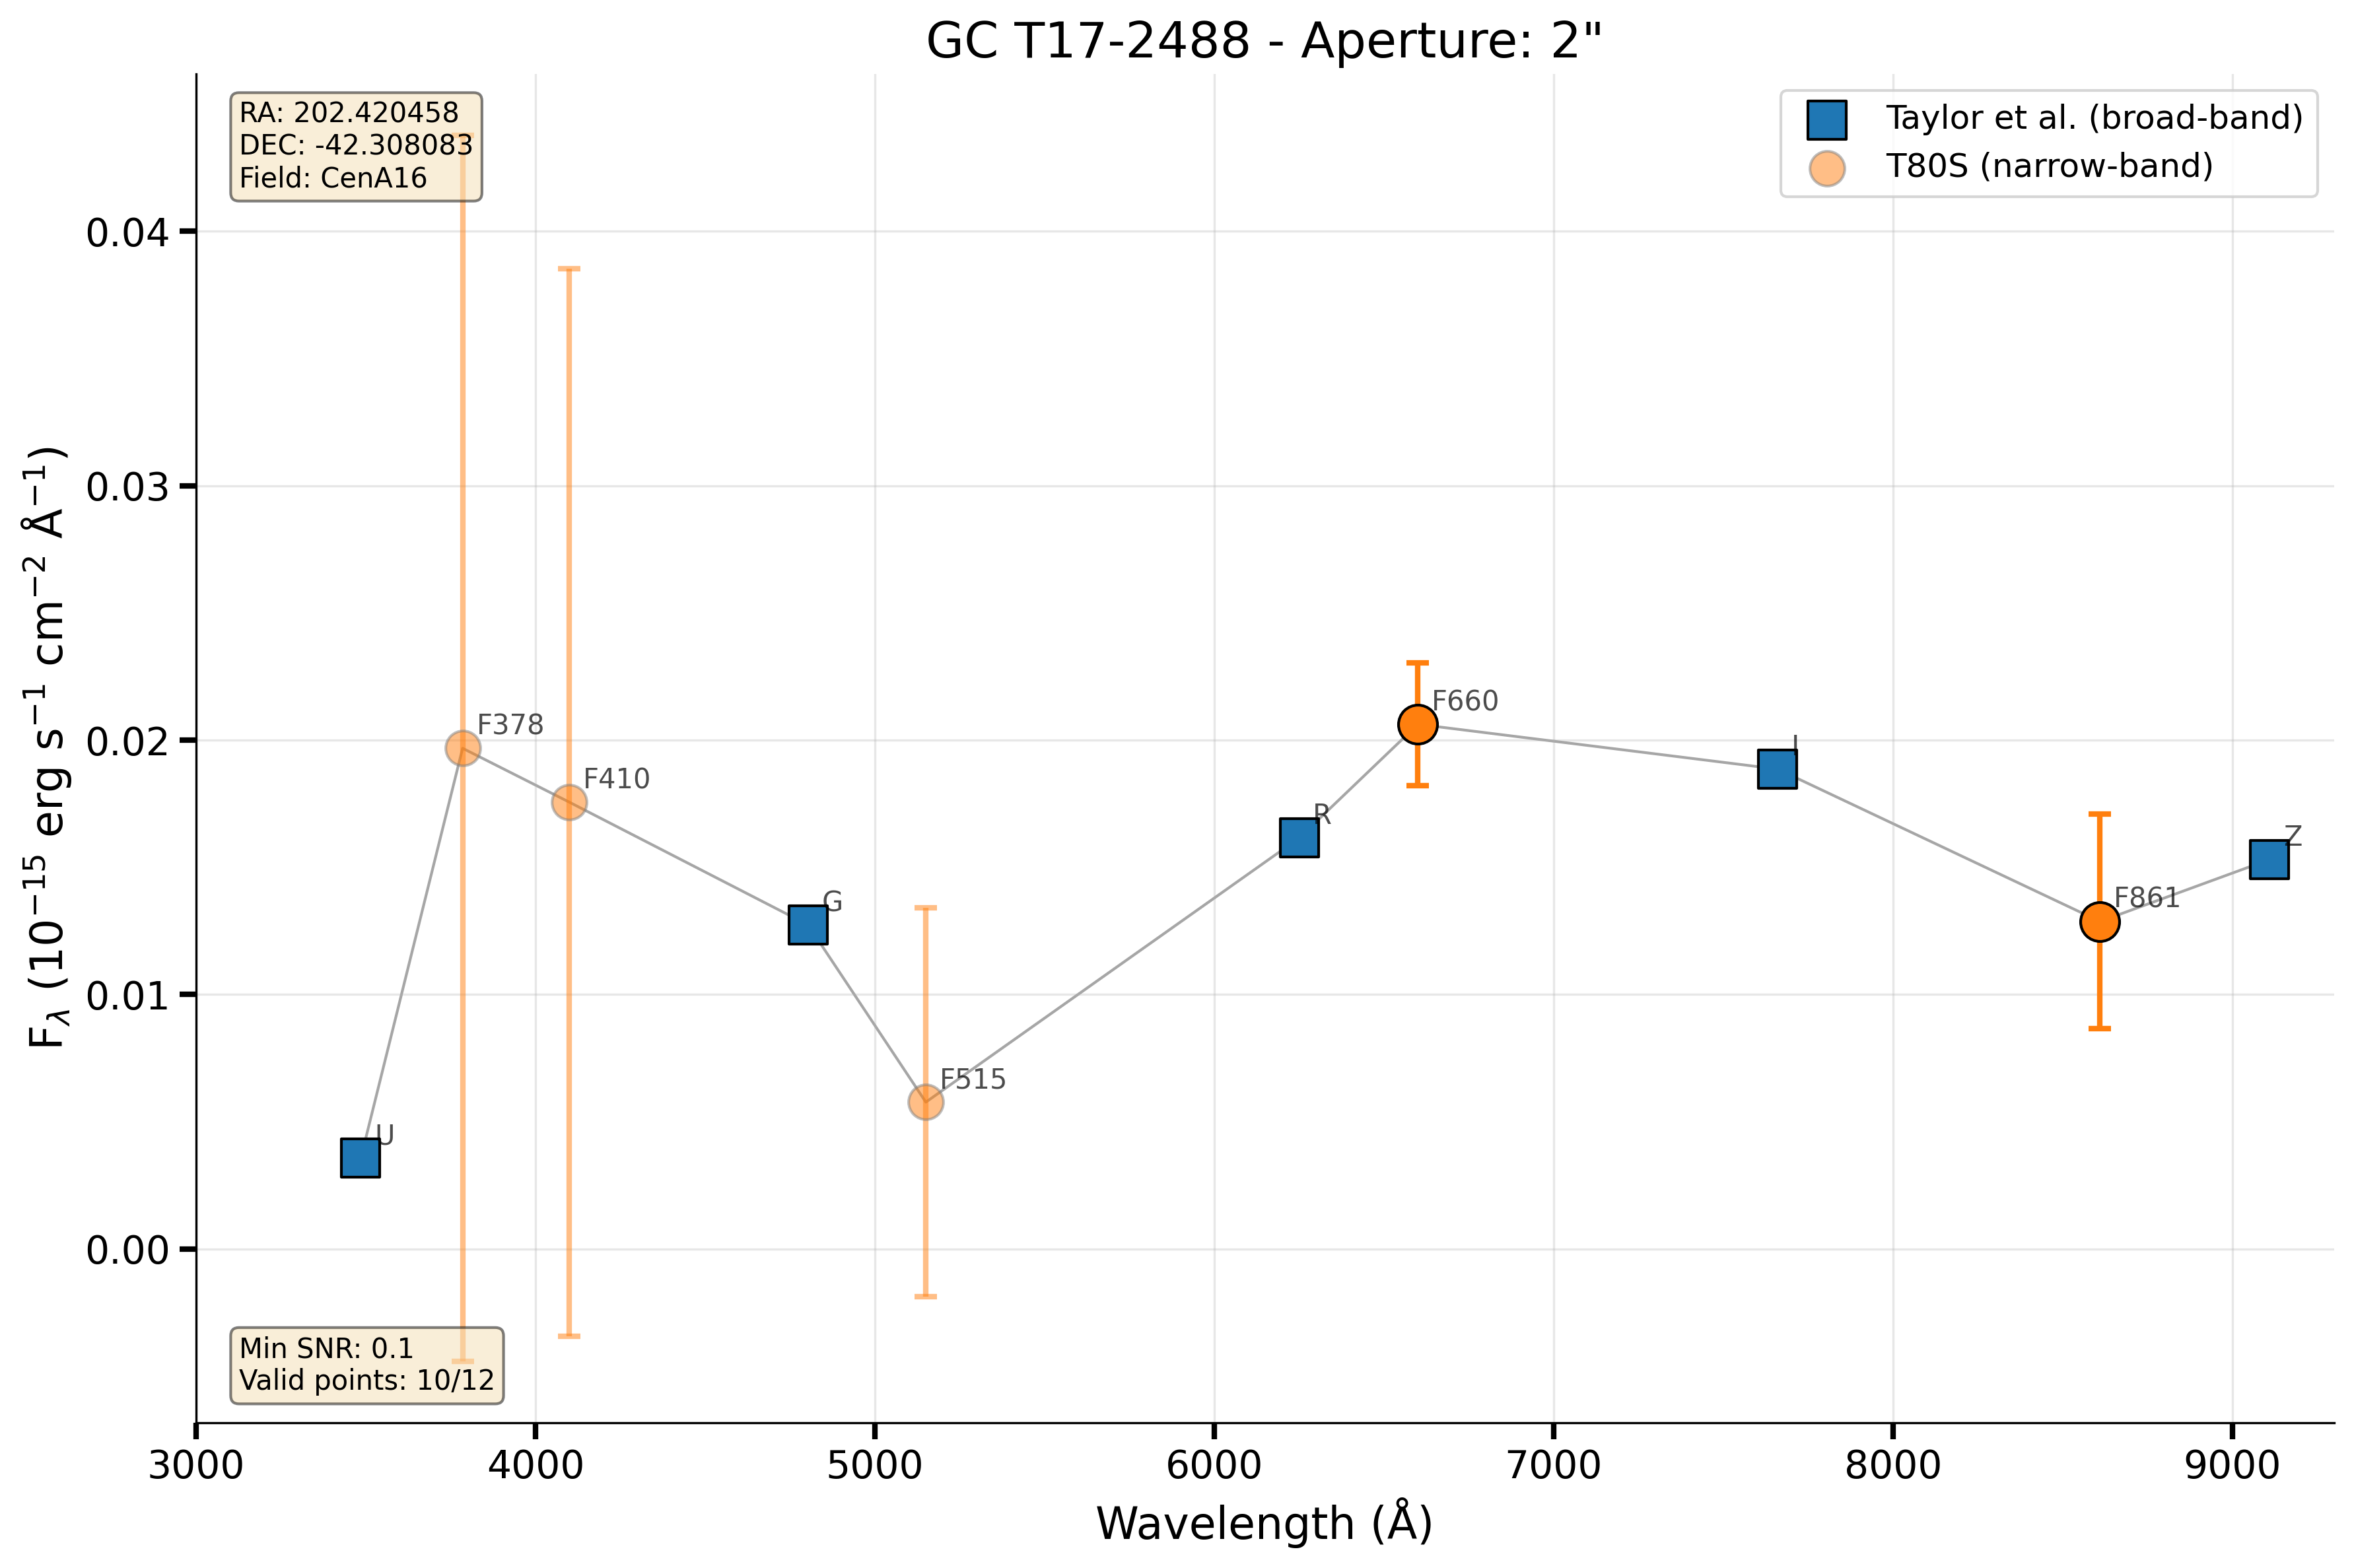 GC T17-2488 - Aperture: 2"
RA: 202.420458
DEC: -42.308083
Field: CenA16
Taylor et al. (broad-band)
T80S (narrow-band)
0.04
0.03
0.02
0.01
0.00
F_λ (10⁻¹⁵ erg s⁻¹ cm⁻² Å⁻¹)
U
F378
F410
G
F515
R
F660
I
F861
Z
Min SNR: 0.1
Valid points: 10/12
3000 4000 5000 6000 7000 8000 9000
Wavelength (Å)